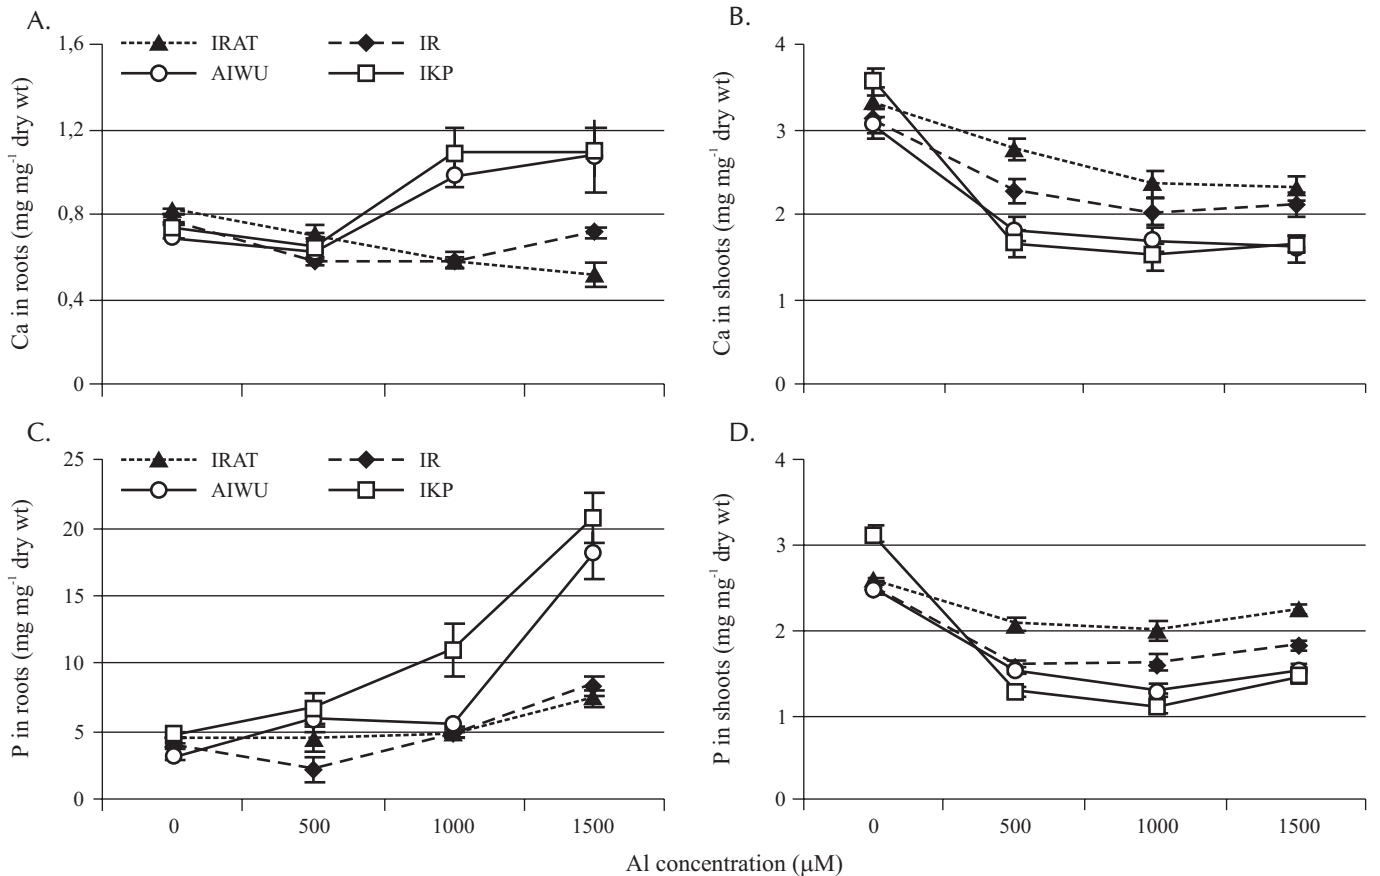 A.
1,6
IRAT
IR
AIWU
IKP
1,2
0,8
0,4
0
Ca in roots (mg mg-1 dry wt)
B.
4
3
2
1
0
Ca in shoots (mg mg-1 dry wt)
C.
25
IRAT
IR
AIWU
IKP
20
15
10
5
0
P in roots (mg mg-1 dry wt)
0 500 1000 1500
D.
4
3
2
1
0
P in shoots (mg mg-1 dry wt)
0 500 1000 1500
Al concentration (µM)